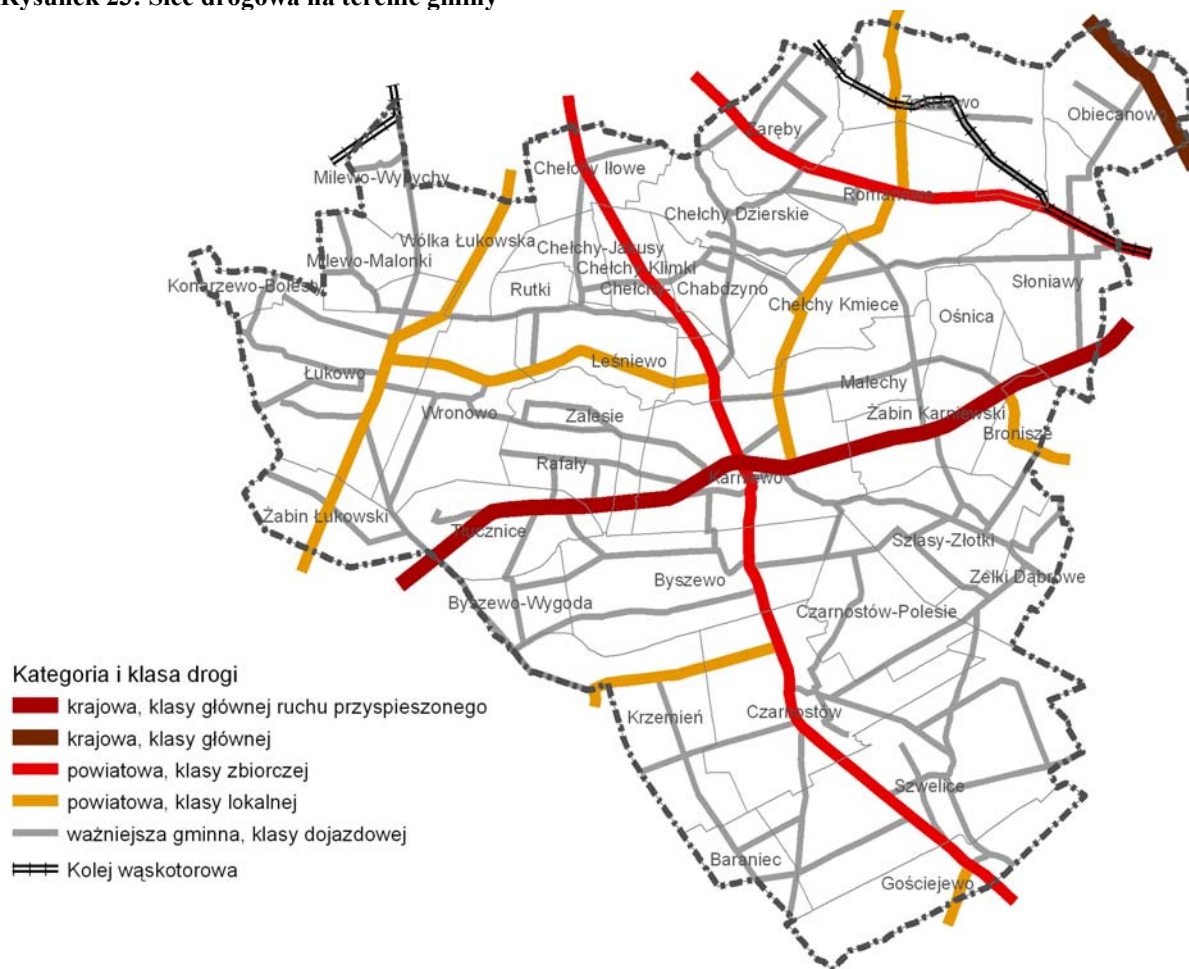 Rysunek 23: Sieć drogowa na terenie gminy
Zaręby
Obiecanowo
Milewo-Wypychy
Chełchy Iłowe
Romanowo
Chełchy Dzierskie
Wólka Łukowska
Chełchy-Jakusy
Milewo-Malonki
Chełchy Klimki
Konarzewo-Bolesty
Rutki
Chełchy - Chabdzyno
Słoniawy
Chełchy Kmiece
Ośnica
Leśniewo
Łukowo
Malechy
Wronowo
Zalesie
Żabin Karniewski
Bronisze
Rafały
Karniewo
Żabin Łukowski
Tłucznice
Szlasy-Złotki
Byszewo
Zelki Dąbrowe
Byszewo-Wygoda
Czarnostów-Polesie
Krzemień
Czarnostów
Szwelice
Baraniec
Gościejewo
Kategoria i klasa drogi
krajowa, klasy głównej ruchu przyspieszonego
krajowa, klasy głównej
powiatowa, klasy zbiorczej
powiatowa, klasy lokalnej
ważniejsza gminna, klasy dojazdowej
Kolej wąskotorowa